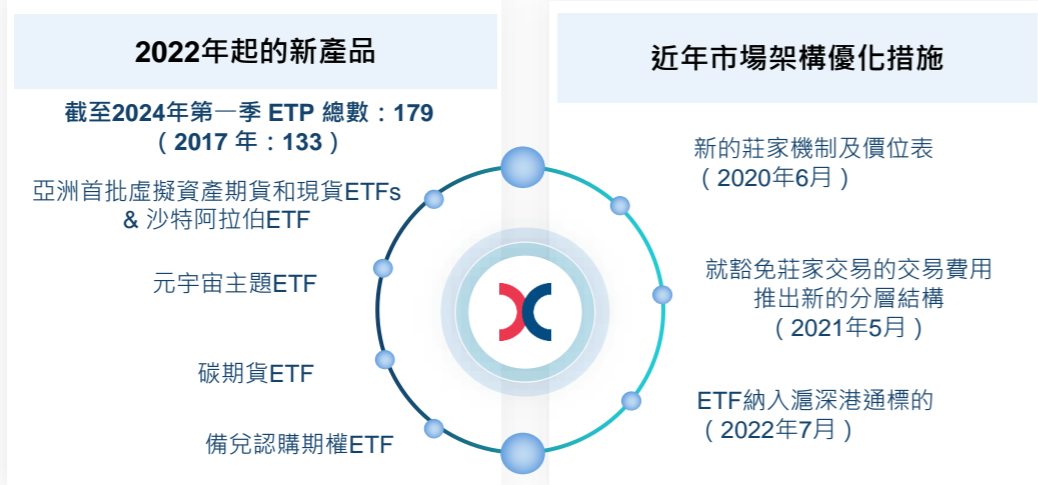 2022年起的新產品
截至2024年第一季 ETP 總數：179
（ 2017 年：133 ）
亞洲首批虛擬資產期貨和現貨ETFs
& 沙特阿拉伯ETF
元宇宙主題ETF
碳期貨ETF
備兌認購期權ETF
近年市場架構優化措施
新的莊家機制及價位表
（ 2020年6月 ）
就豁免莊家交易的交易費用
推出新的分層結構
（ 2021年5月 ）
ETF納入滬深港通標的
（ 2022年7月 ）